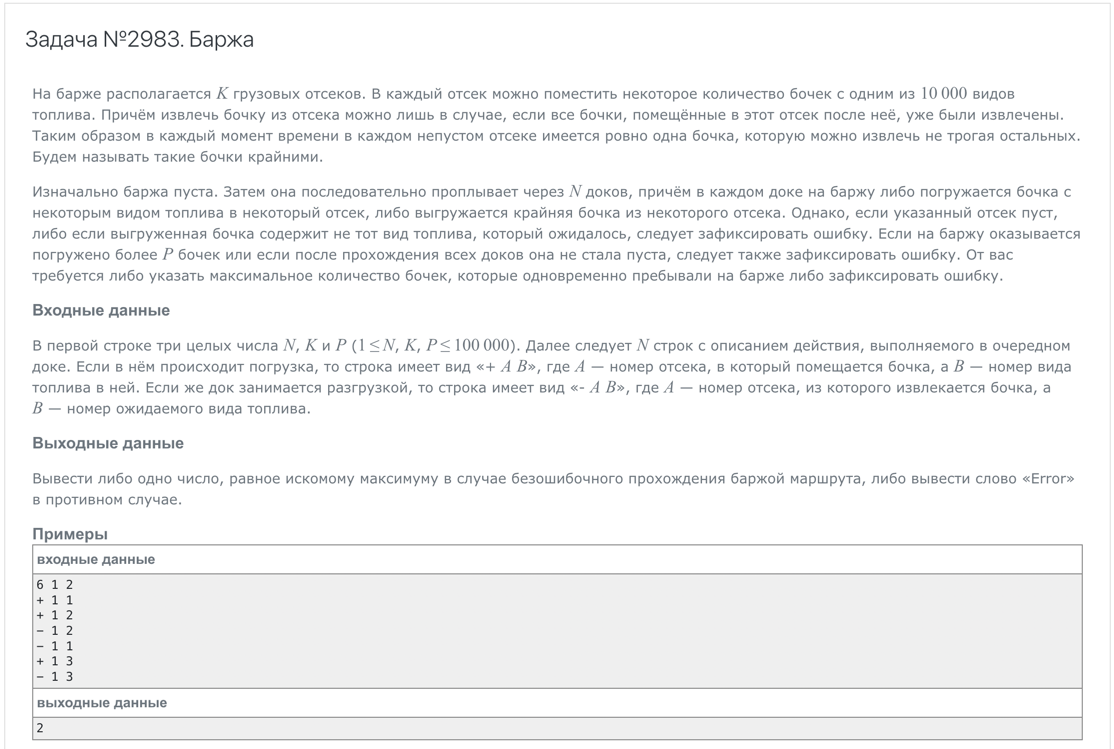 Задача №2983. Баржа
На барже располагается K грузовых отсеков. В каждый отсек можно поместить некоторое количество бочек с одним из 10 000 видов
топлива. Причём извлечь бочку из отсека можно лишь в случае, если все бочки, помещённые в этот отсек после неё, уже были извлечены.
Таким образом в каждый момент времени в каждом непустом отсеке имеется ровно одна бочка, которую можно извлечь не трогая остальных.
Будем называть такие бочки крайними.
Изначально баржа пуста. Затем она последовательно проплывает через N доков, причём в каждом доке на баржу либо погружается бочка с
некоторым видом топлива в некоторый отсек, либо выгружается крайняя бочка из некоторого отсека. Однако, если указанный отсек пуст,
либо если выгруженная бочка содержит не тот вид топлива, который ожидалось, следует зафиксировать ошибку. Если на баржу оказывается
погружено более P бочек или если после прохождения всех доков она не стала пуста, следует также зафиксировать ошибку. От вас
требуется либо указать максимальное количество бочек, которые одновременно пребывали на барже либо зафиксировать ошибку.
Входные данные
В первой строке три целых числа N, K и P (1 ≤ N, K, P ≤ 100 000). Далее следует N строк с описанием действия, выполняемого в очередном
доке. Если в нём происходит погрузка, то строка имеет вид «+ A B», где A — номер отсека, в который помещается бочка, а B — номер вида
топлива в ней. Если же док занимается разгрузкой, то строка имеет вид «- A B», где A — номер отсека, из которого извлекается бочка, а
B — номер ожидаемого вида топлива.
Выходные данные
Вывести либо одно число, равное искомому максимуму в случае безошибочного прохождения баржой маршрута, либо вывести слово «Error»
в противном случае.
Примеры
входные данные
6 1 2
+ 1 1
+ 1 2
- 1 2
- 1 1
+ 1 3
- 1 3
выходные данные
2